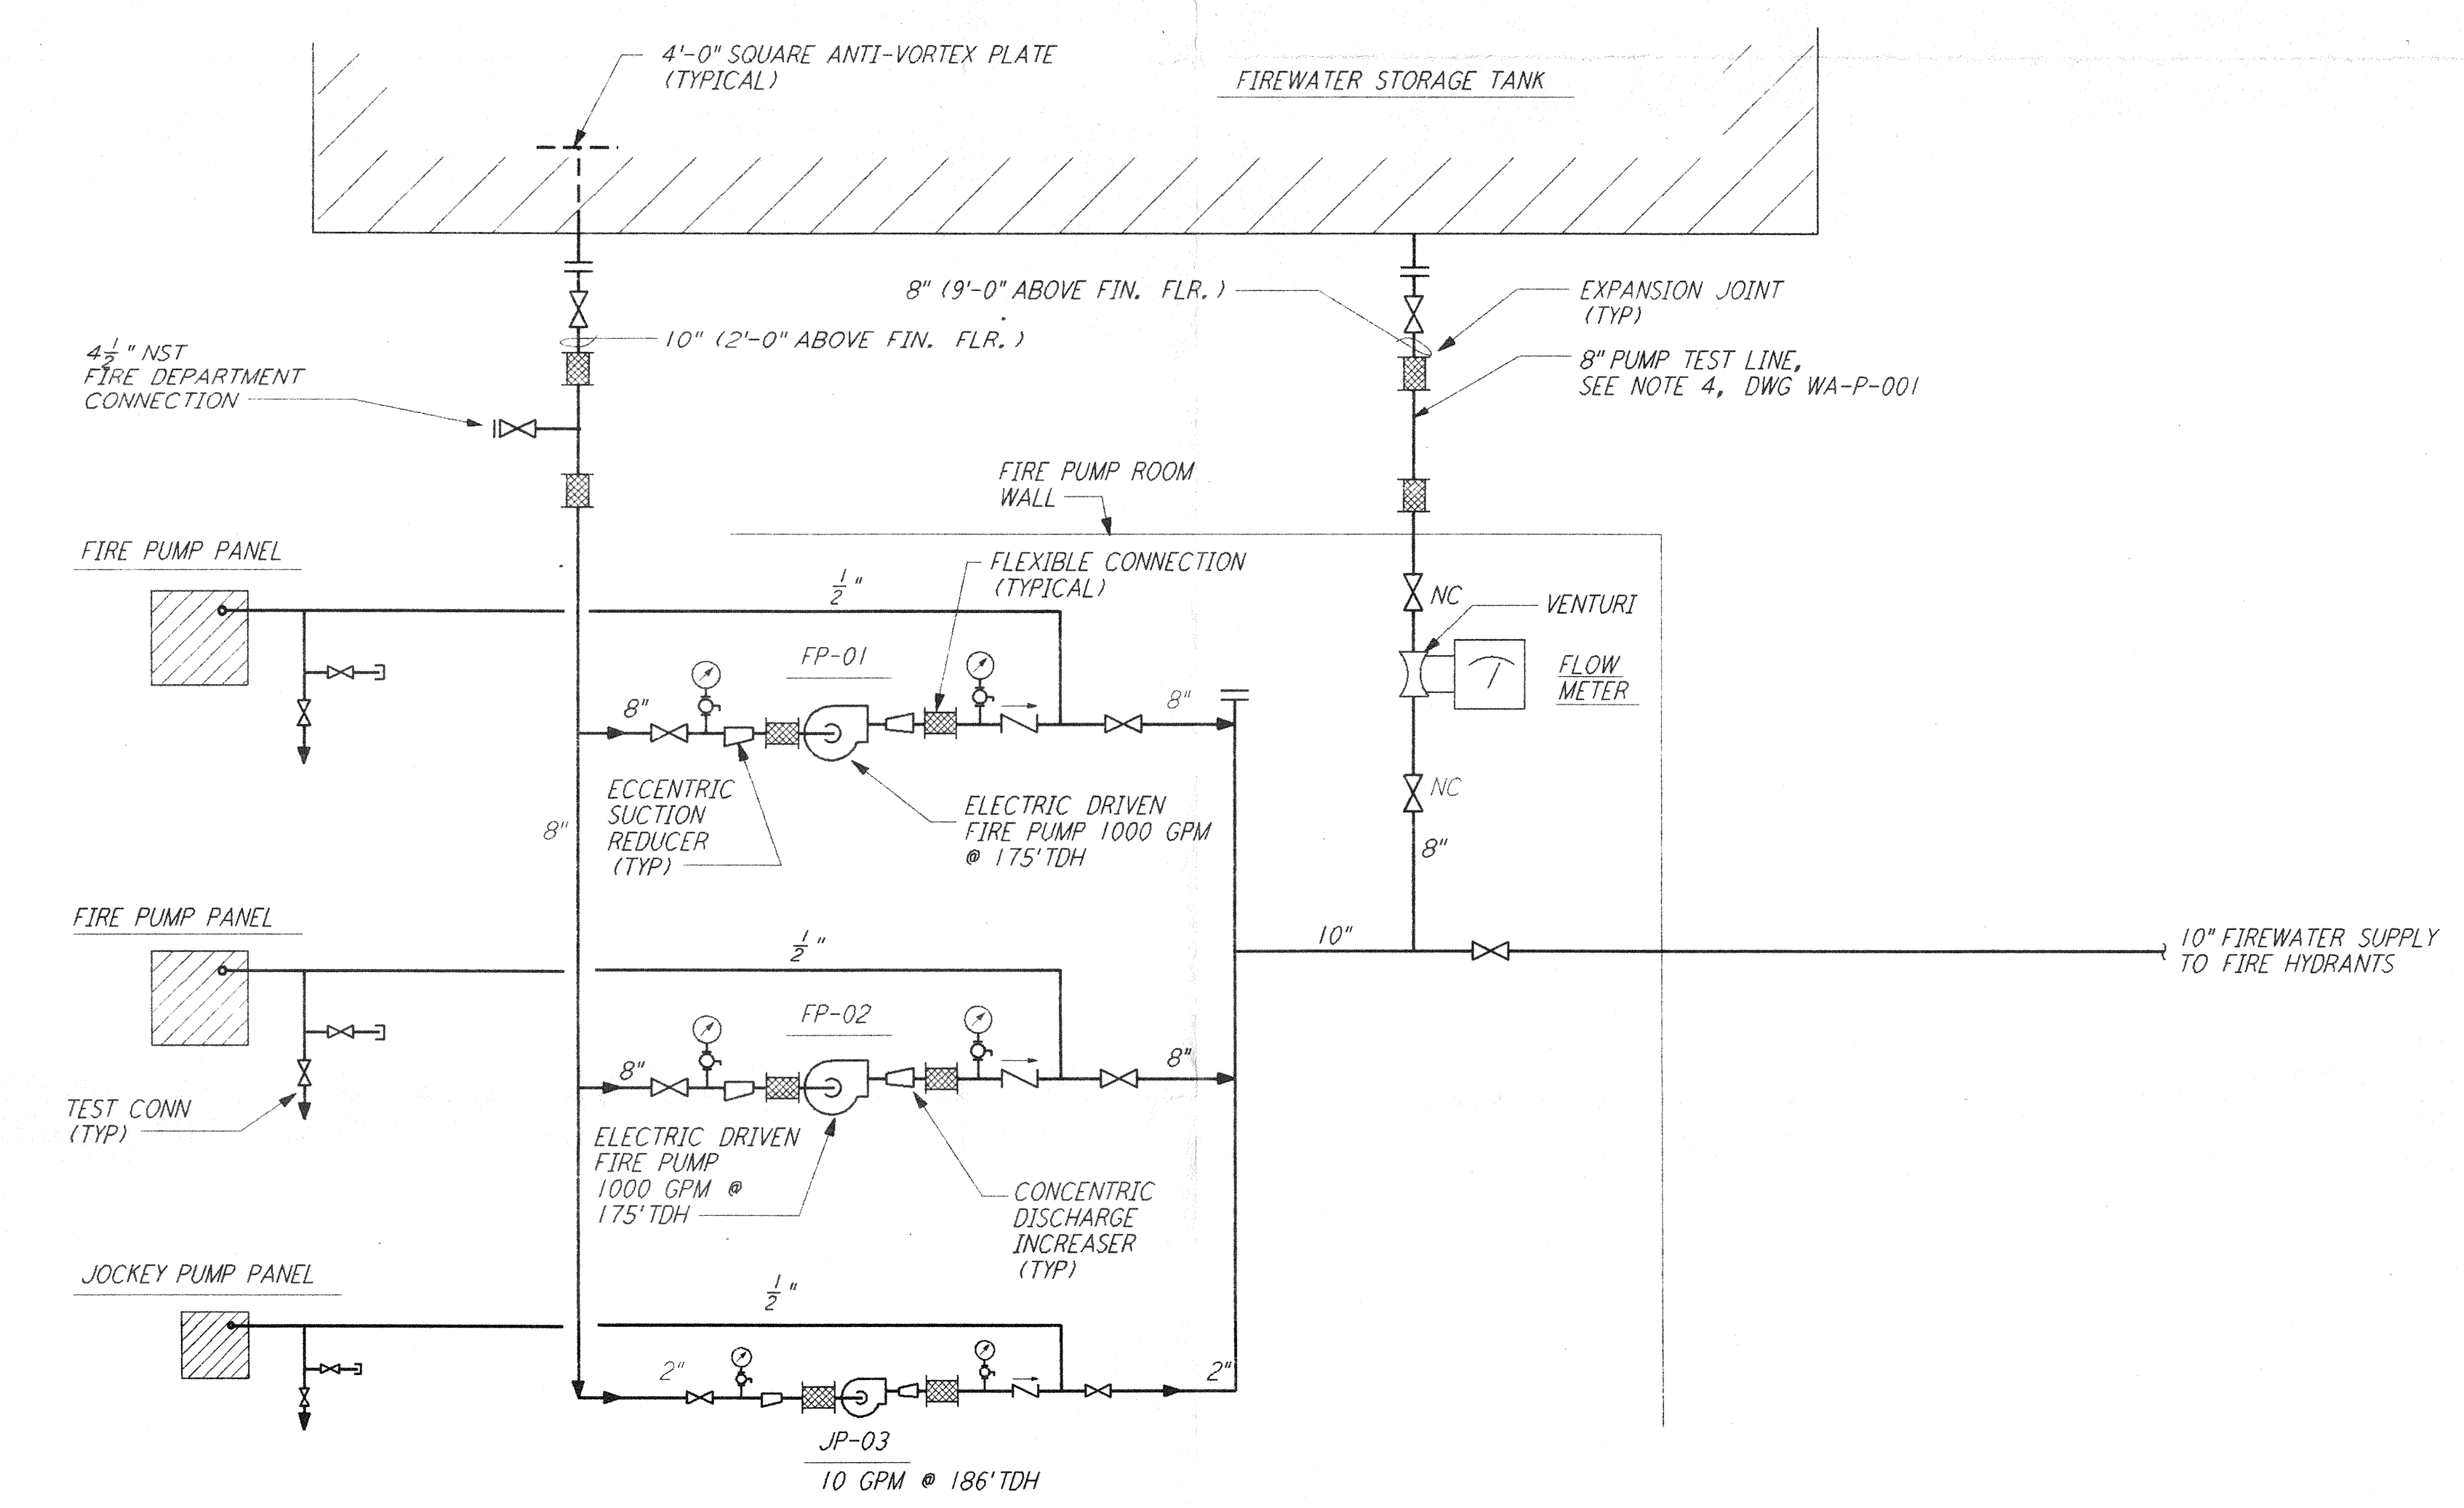 4'-0" SQUARE ANTI-VORTEX PLATE
(TYPICAL)
FIREWATER STORAGE TANK
8" (9'-0" ABOVE FIN. FLR.)
EXPANSION JOINT
(TYP)
10" (2'-0" ABOVE FIN. FLR.)
4 1/2" NST
FIRE DEPARTMENT
CONNECTION
8" PUMP TEST LINE,
SEE NOTE 4, DWG WA-P-001
FIRE PUMP ROOM
WALL
FIRE PUMP PANEL
FLEXIBLE CONNECTION
(TYPICAL)
1/2"
NC
VENTURI
FP-01
FLOW
METER
8"
8"
NC
ECCENTRIC
SUCTION
REDUCER
(TYP)
ELECTRIC DRIVEN
FIRE PUMP 1000 GPM
@ 175' TDH
8"
8"
FIRE PUMP PANEL
1/2"
10"
10" FIREWATER SUPPLY
TO FIRE HYDRANTS
FP-02
8"
8"
TEST CONN
(TYP)
ELECTRIC DRIVEN
FIRE PUMP
1000 GPM @
175' TDH
CONCENTRIC
DISCHARGE
INCREASER
(TYP)
JOCKEY PUMP PANEL
1/2"
2"
2"
JP-03
10 GPM @ 186' TDH